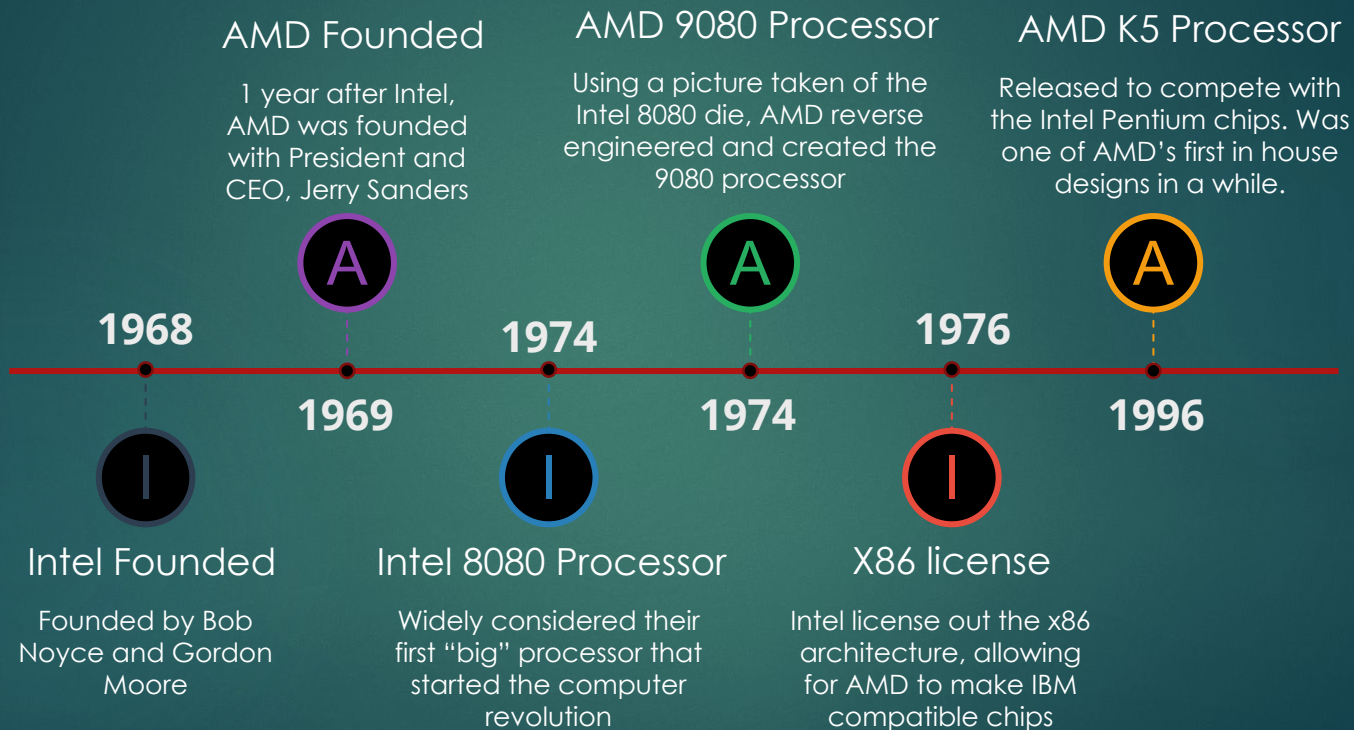 AMD Founded
1 year after Intel,
AMD was founded
with President and
CEO, Jerry Sanders
A
AMD 9080 Processor
Using a picture taken of the
Intel 8080 die, AMD reverse
engineered and created the
9080 processor
A
AMD K5 Processor
Released to compete with
the Intel Pentium chips. Was
one of AMD’s first in house
designs in a while.
A
1968
1969
1974
1974
1976
1996
I
Intel Founded
Founded by Bob
Noyce and Gordon
Moore
I
Intel 8080 Processor
Widely considered their
first “big” processor that
started the computer
revolution
I
X86 license
Intel license out the x86
architecture, allowing
for AMD to make IBM
compatible chips